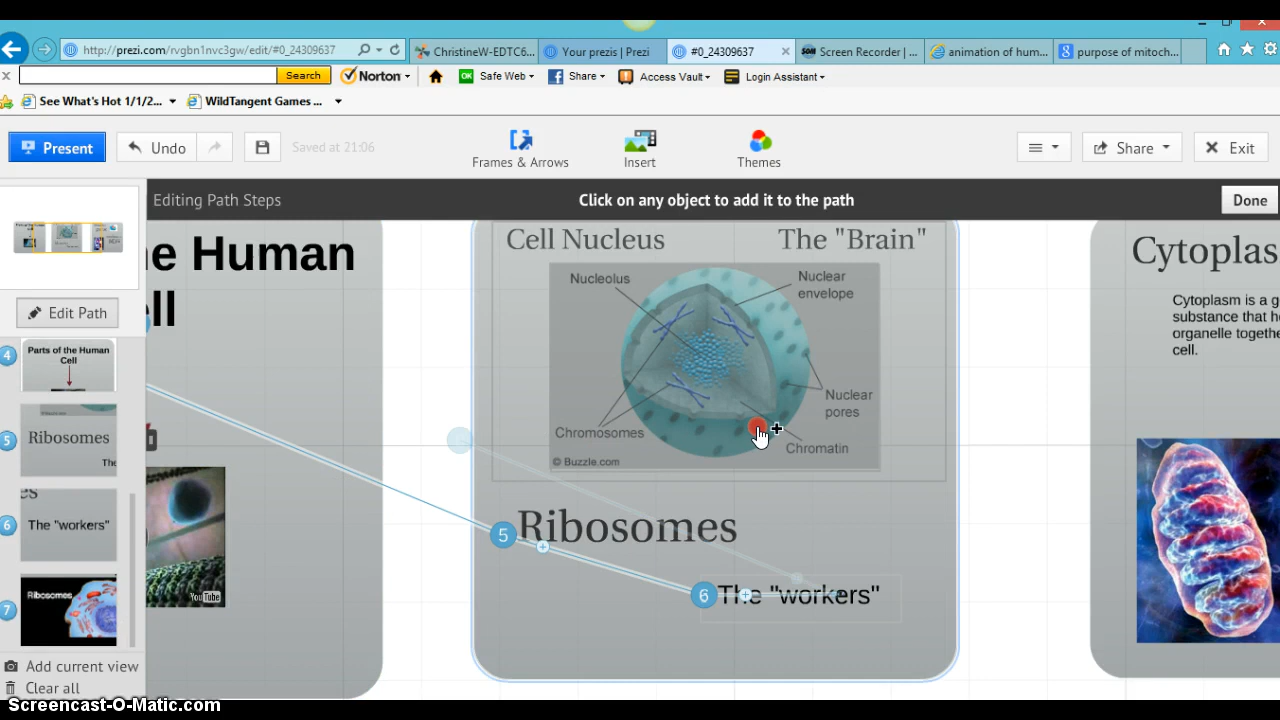 http://prezi.com/rvgbn1nvc3gw/edit/#0_24309637
ChristineW-EDTC6...
Your prezis | Prezi
#0_24309637
Screen Recorder | ...
animation of hum...
purpose of mitoch...
Search
Norton
Safe Web
Share
Access Vault
Login Assistant
See What's Hot 1/1/2...
WildTangent Games ...
Present
Undo
Saved at 21:06
Frames & Arrows
Insert
Themes
Share
Exit
Editing Path Steps
Click on any object to add it to the path
Done
Edit Path
4
Parts of the Human
Cell
5
Ribosomes
The
6
es
The "workers"
7
Ribosomes
Add current view
Clear all
e Human
ell
YouTube
Cell Nucleus
The "Brain"
Nucleolus
Nuclear
envelope
Nuclear
pores
Chromosomes
Chromatin
© Buzzle.com
5
Ribosomes
6
The "workers"
Cytoplas
Cytoplasm is a g
substance that h
organelle togethe
cell.
Screencast-O-Matic.com